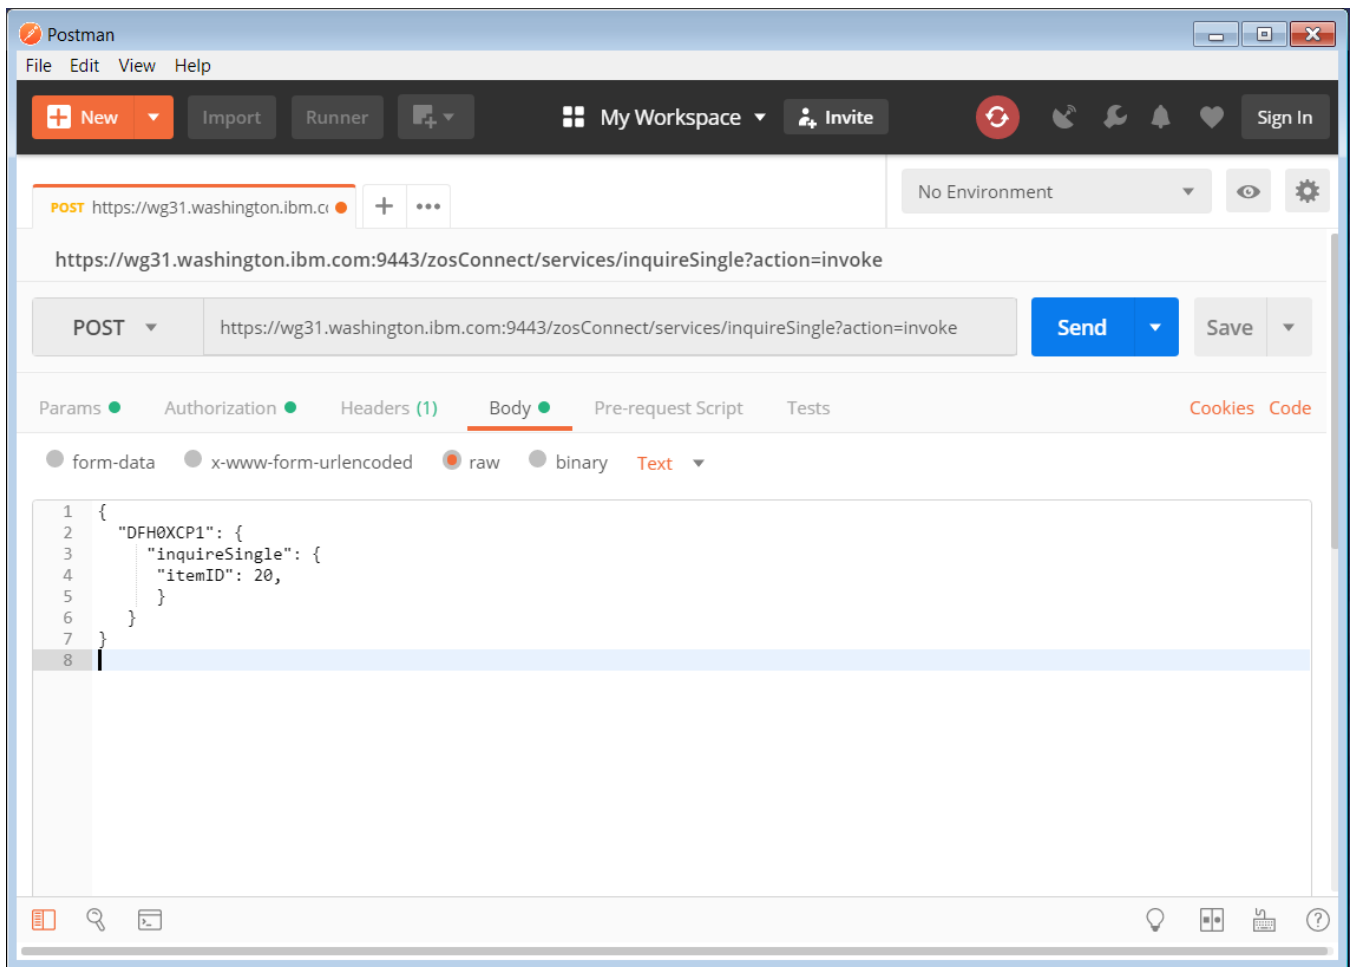 Postman
File Edit View Help
New Import Runner My Workspace Invite Sign In
POST https://wg31.washington.ibm.c No Environment
https://wg31.washington.ibm.com:9443/zosConnect/services/inquireSingle?action=invoke
POST https://wg31.washington.ibm.com:9443/zosConnect/services/inquireSingle?action=invoke Send Save
Params Authorization Headers (1) Body Pre-request Script Tests Cookies Code
form-data x-www-form-urlencoded raw binary Text
1 {
2 "DFH0XCP1": {
3 "inquireSingle": {
4 "itemID": 20,
5 }
6 }
7 }
8